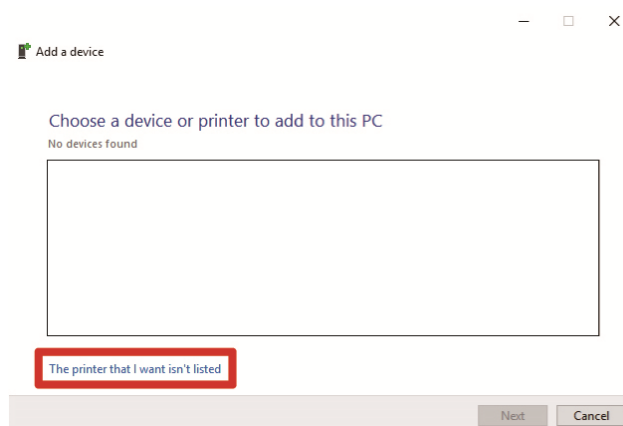 Add a device
Choose a device or printer to add to this PC
No devices found
The printer that I want isn't listed
Next
Cancel